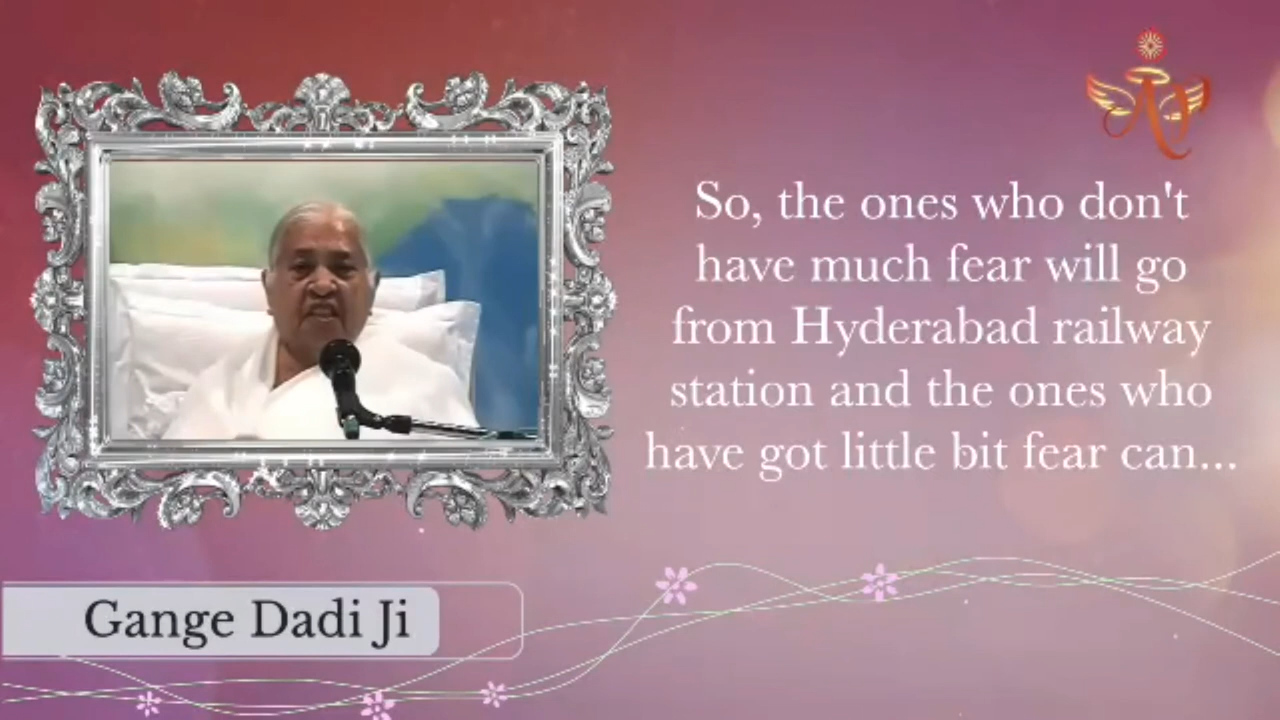 So, the ones who don't
have much fear will go
from Hyderabad railway
station and the ones who
have got little bit fear can...
Gange Dadi Ji